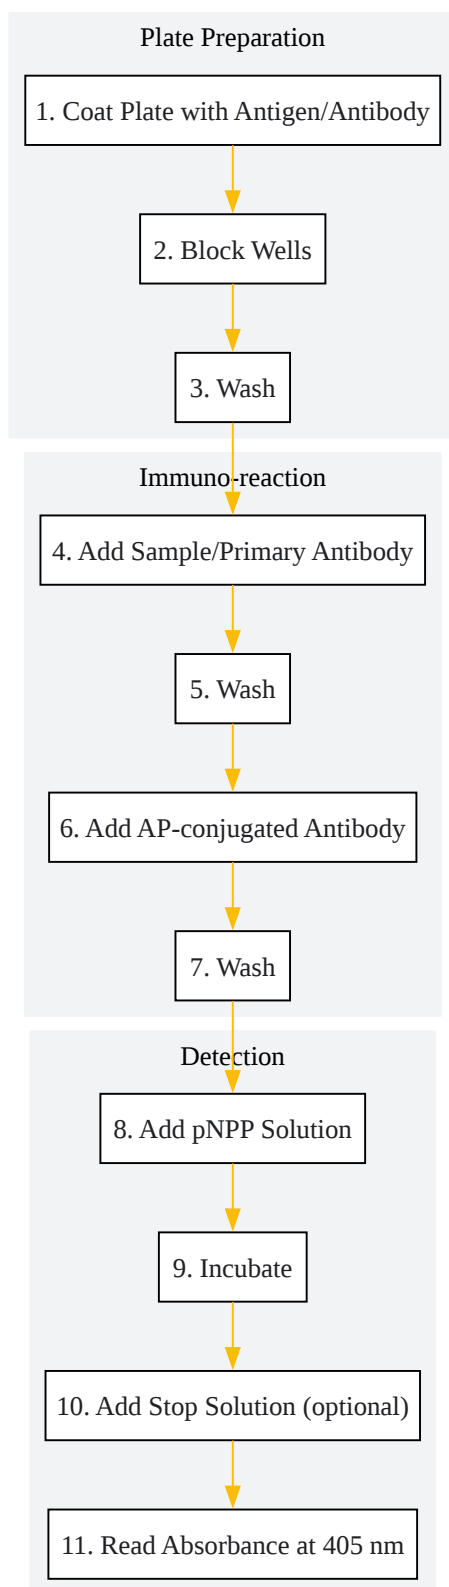 Plate Preparation
1. Coat Plate with Antigen/Antibody
2. Block Wells
3. Wash
Immuno-reaction
4. Add Sample/Primary Antibody
5. Wash
6. Add AP-conjugated Antibody
7. Wash
Detection
8. Add pNPP Solution
9. Incubate
10. Add Stop Solution (optional)
11. Read Absorbance at 405 nm